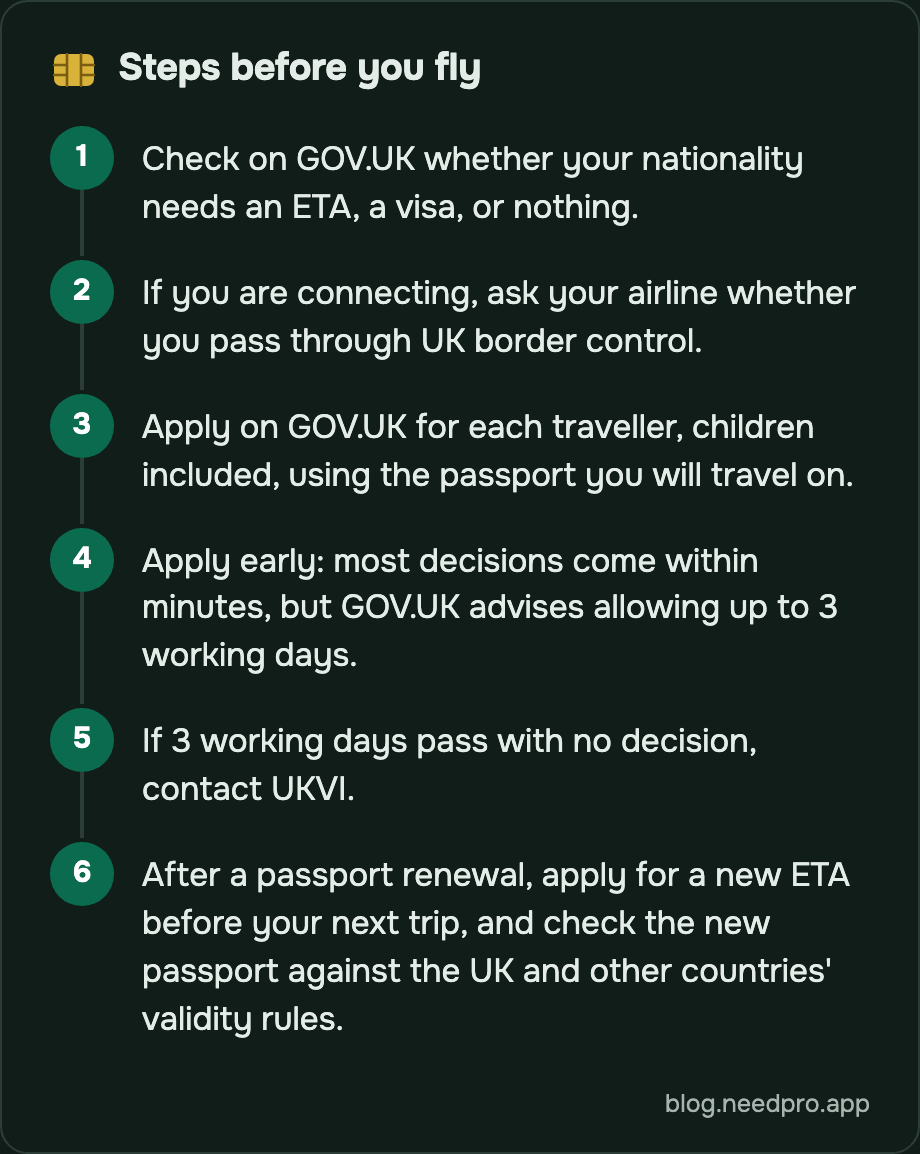 Steps before you fly
1
Check on GOV.UK whether your nationality
needs an ETA, a visa, or nothing.
2
If you are connecting, ask your airline whether
you pass through UK border control.
3
Apply on GOV.UK for each traveller, children
included, using the passport you will travel on.
4
Apply early: most decisions come within
minutes, but GOV.UK advises allowing up to 3
working days.
5
If 3 working days pass with no decision,
contact UKVI.
6
After a passport renewal, apply for a new ETA
before your next trip, and check the new
passport against the UK and other countries'
validity rules.
blog.needpro.app